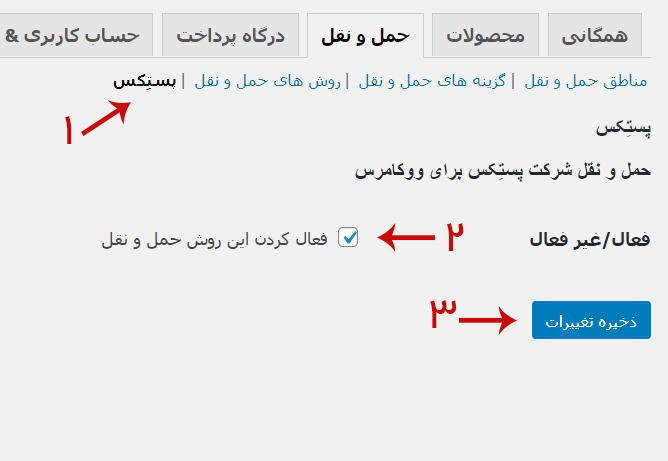 همگانی محصولات حمل و نقل درگاه پرداخت حساب کاربری &
مناطق حمل و نقل | گزینه های حمل و نقل | روش های حمل و نقل | پستِکس
۱
پستِکس
حمل و نقل شرکت پستِکس برای ووکامرس
فعال/غیر فعال فعال کردن این روش حمل و نقل
۲
ذخیره تغییرات
۳